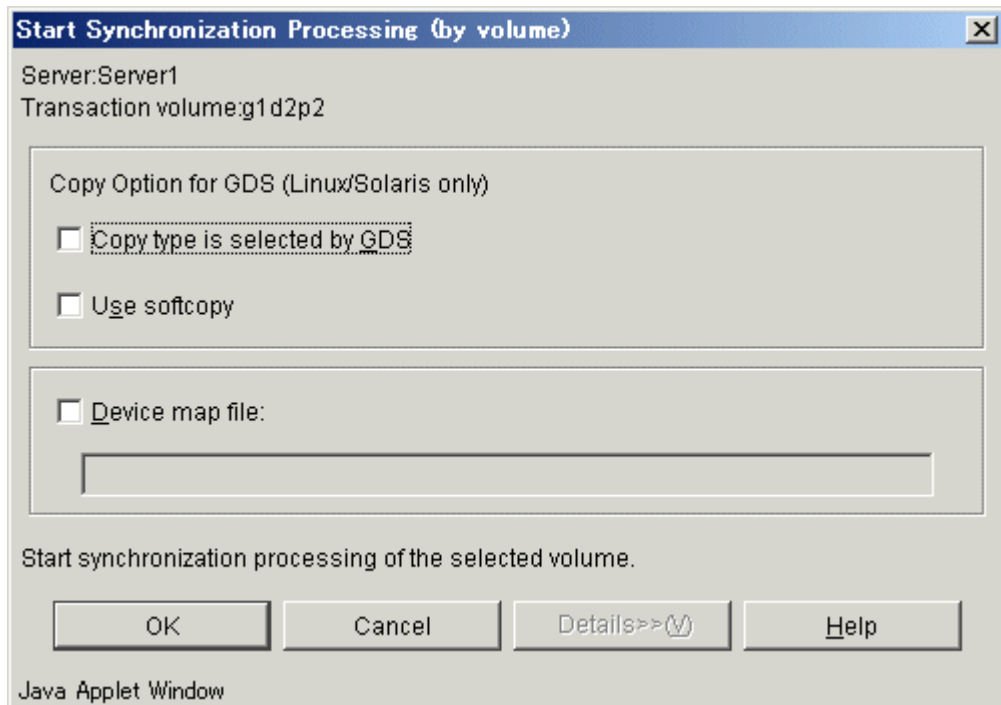 Start Synchronization Processing (by volume)
Server:Server1
Transaction volume:g1d2p2
Copy Option for GDS (Linux/Solaris only)
Copy type is selected by GDS
Use softcopy
Device map file:
Start synchronization processing of the selected volume.
OK Cancel Details>>(V) Help
Java Applet Window